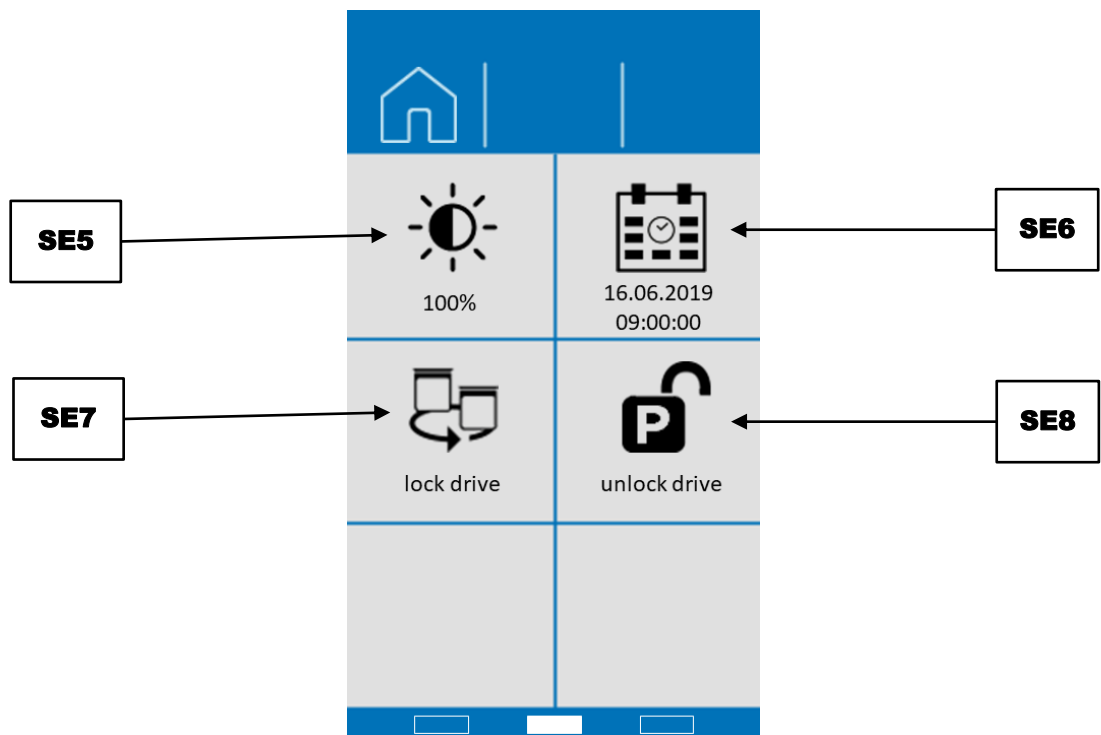 SE5
100%
16.06.2019
09:00:00
SE6
SE7
lock drive
P
unlock drive
SE8